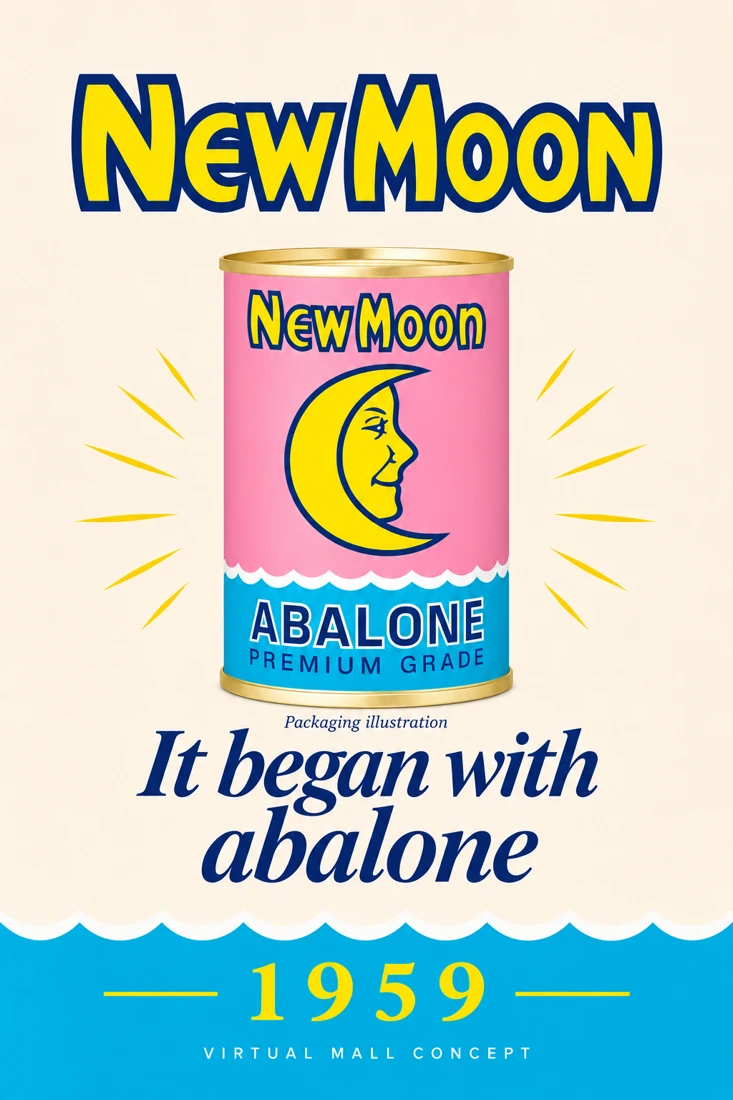 NEW MOON
NEW MOON
ABALONE
PREMIUM GRADE
Packaging illustration
It began with
abalone
1959
VIRTUAL MALL CONCEPT